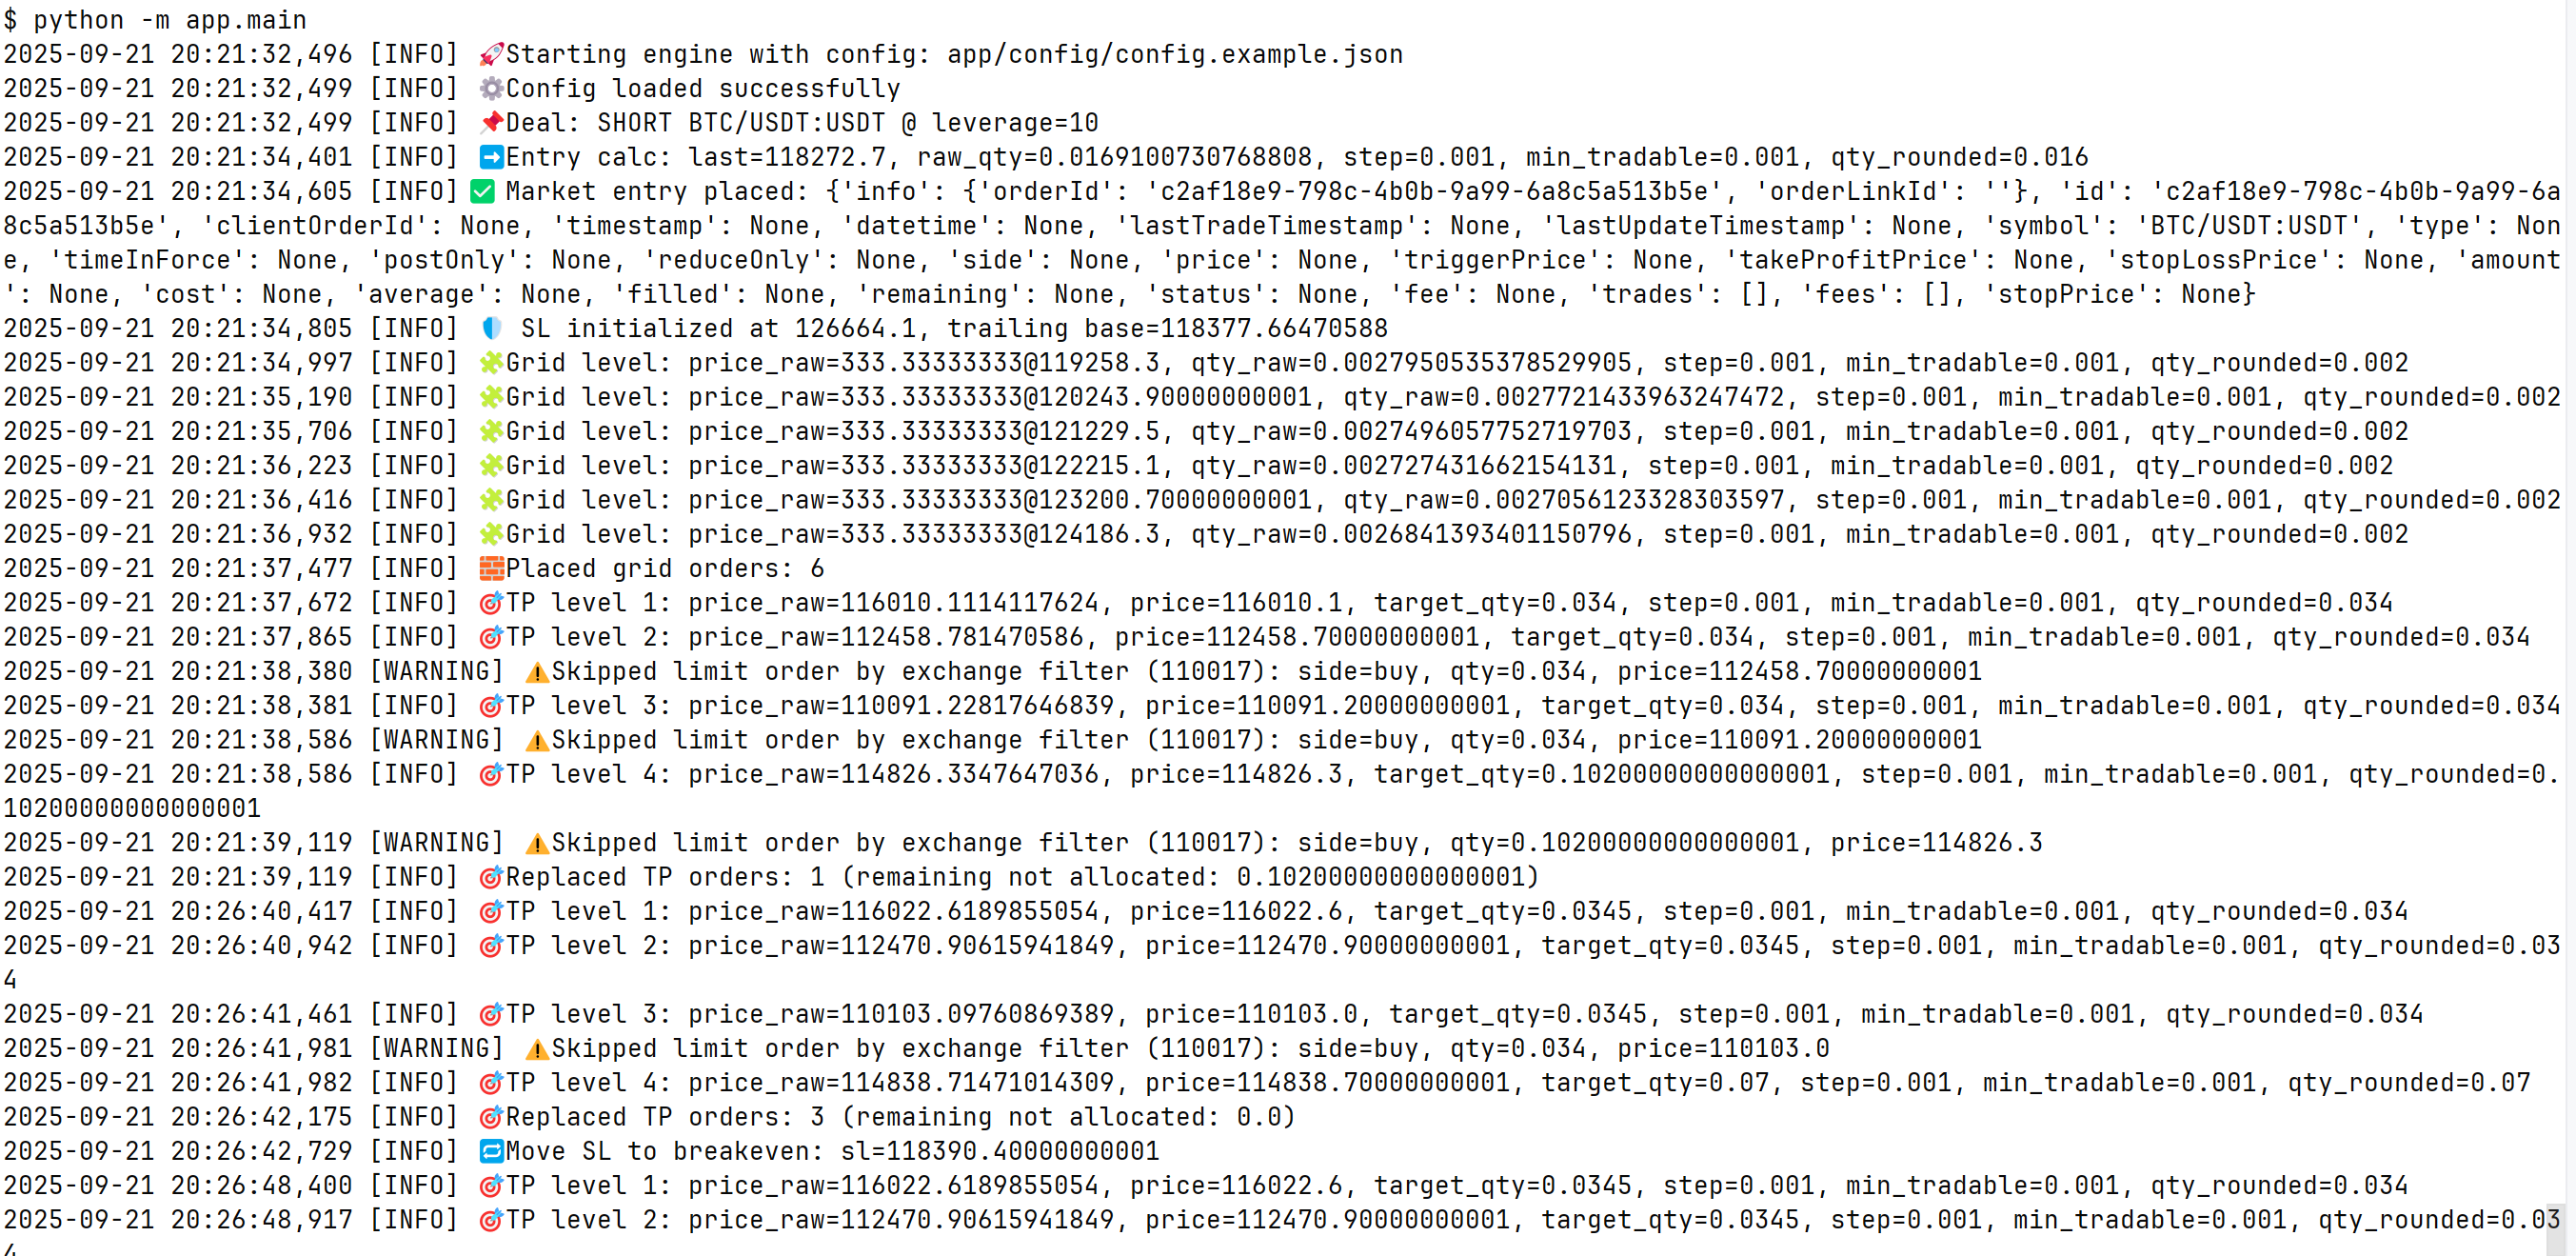 $ python -m app.main
2025-09-21 20:21:32,496 [INFO] 🚀Starting engine with config: app/config/config.example.json
2025-09-21 20:21:32,499 [INFO] ⚙️Config loaded successfully
2025-09-21 20:21:32,499 [INFO] 📌Deal: SHORT BTC/USDT:USDT @ leverage=10
2025-09-21 20:21:34,401 [INFO] ➡️Entry calc: last=118272.7, raw_qty=0.0169100730768808, step=0.001, min_tradable=0.001, qty_rounded=0.016
2025-09-21 20:21:34,605 [INFO] ✅ Market entry placed: {'info': {'orderId': 'c2af18e9-798c-4b0b-9a99-6a8c5a513b5e', 'orderLinkId': ''}, 'id': 'c2af18e9-798c-4b0b-9a99-6a
8c5a513b5e', 'clientOrderId': None, 'timestamp': None, 'datetime': None, 'lastTradeTimestamp': None, 'lastUpdateTimestamp': None, 'symbol': 'BTC/USDT:USDT', 'type': Non
e, 'timeInForce': None, 'postOnly': None, 'reduceOnly': None, 'side': None, 'price': None, 'triggerPrice': None, 'takeProfitPrice': None, 'stopLossPrice': None, 'amount
': None, 'cost': None, 'average': None, 'filled': None, 'remaining': None, 'status': None, 'fee': None, 'trades': [], 'fees': [], 'stopPrice': None}
2025-09-21 20:21:34,805 [INFO] 🛡️ SL initialized at 126664.1, trailing base=118377.66470588
2025-09-21 20:21:34,997 [INFO] 🧩Grid level: price_raw=333.33333333@119258.3, qty_raw=0.0027950535378529905, step=0.001, min_tradable=0.001, qty_rounded=0.002
2025-09-21 20:21:35,190 [INFO] 🧩Grid level: price_raw=333.33333333@120243.90000000001, qty_raw=0.0027721433963247472, step=0.001, min_tradable=0.001, qty_rounded=0.002
2025-09-21 20:21:35,706 [INFO] 🧩Grid level: price_raw=333.33333333@121229.5, qty_raw=0.0027496057752719703, step=0.001, min_tradable=0.001, qty_rounded=0.002
2025-09-21 20:21:36,223 [INFO] 🧩Grid level: price_raw=333.33333333@122215.1, qty_raw=0.002727431662154131, step=0.001, min_tradable=0.001, qty_rounded=0.002
2025-09-21 20:21:36,416 [INFO] 🧩Grid level: price_raw=333.33333333@123200.70000000001, qty_raw=0.0027056123328303597, step=0.001, min_tradable=0.001, qty_rounded=0.002
2025-09-21 20:21:36,932 [INFO] 🧩Grid level: price_raw=333.33333333@124186.3, qty_raw=0.0026841393401150796, step=0.001, min_tradable=0.001, qty_rounded=0.002
2025-09-21 20:21:37,477 [INFO] 🧱Placed grid orders: 6
2025-09-21 20:21:37,672 [INFO] 🎯TP level 1: price_raw=116010.1114117624, price=116010.1, target_qty=0.034, step=0.001, min_tradable=0.001, qty_rounded=0.034
2025-09-21 20:21:37,865 [INFO] 🎯TP level 2: price_raw=112458.781470586, price=112458.70000000001, target_qty=0.034, step=0.001, min_tradable=0.001, qty_rounded=0.034
2025-09-21 20:21:38,380 [WARNING] ⚠️Skipped limit order by exchange filter (110017): side=buy, qty=0.034, price=112458.70000000001
2025-09-21 20:21:38,381 [INFO] 🎯TP level 3: price_raw=110091.22817646839, price=110091.20000000001, target_qty=0.034, step=0.001, min_tradable=0.001, qty_rounded=0.034
2025-09-21 20:21:38,586 [WARNING] ⚠️Skipped limit order by exchange filter (110017): side=buy, qty=0.034, price=110091.20000000001
2025-09-21 20:21:38,586 [INFO] 🎯TP level 4: price_raw=114826.3347647036, price=114826.3, target_qty=0.10200000000000001, step=0.001, min_tradable=0.001, qty_rounded=0.
10200000000000001
2025-09-21 20:21:39,119 [WARNING] ⚠️Skipped limit order by exchange filter (110017): side=buy, qty=0.10200000000000001, price=114826.3
2025-09-21 20:21:39,119 [INFO] 🎯Replaced TP orders: 1 (remaining not allocated: 0.10200000000000001)
2025-09-21 20:26:40,417 [INFO] 🎯TP level 1: price_raw=116022.6189855054, price=116022.6, target_qty=0.0345, step=0.001, min_tradable=0.001, qty_rounded=0.034
2025-09-21 20:26:40,942 [INFO] 🎯TP level 2: price_raw=112470.90615941849, price=112470.90000000001, target_qty=0.0345, step=0.001, min_tradable=0.001, qty_rounded=0.03
4
2025-09-21 20:26:41,461 [INFO] 🎯TP level 3: price_raw=110103.09760869389, price=110103.0, target_qty=0.0345, step=0.001, min_tradable=0.001, qty_rounded=0.034
2025-09-21 20:26:41,981 [WARNING] ⚠️Skipped limit order by exchange filter (110017): side=buy, qty=0.034, price=110103.0
2025-09-21 20:26:41,982 [INFO] 🎯TP level 4: price_raw=114838.71471014309, price=114838.70000000001, target_qty=0.07, step=0.001, min_tradable=0.001, qty_rounded=0.07
2025-09-21 20:26:42,175 [INFO] 🎯Replaced TP orders: 3 (remaining not allocated: 0.0)
2025-09-21 20:26:42,729 [INFO] 🔁Move SL to breakeven: sl=118390.40000000001
2025-09-21 20:26:48,400 [INFO] 🎯TP level 1: price_raw=116022.6189855054, price=116022.6, target_qty=0.0345, step=0.001, min_tradable=0.001, qty_rounded=0.034
2025-09-21 20:26:48,917 [INFO] 🎯TP level 2: price_raw=112470.90615941849, price=112470.90000000001, target_qty=0.0345, step=0.001, min_tradable=0.001, qty_rounded=0.03
4